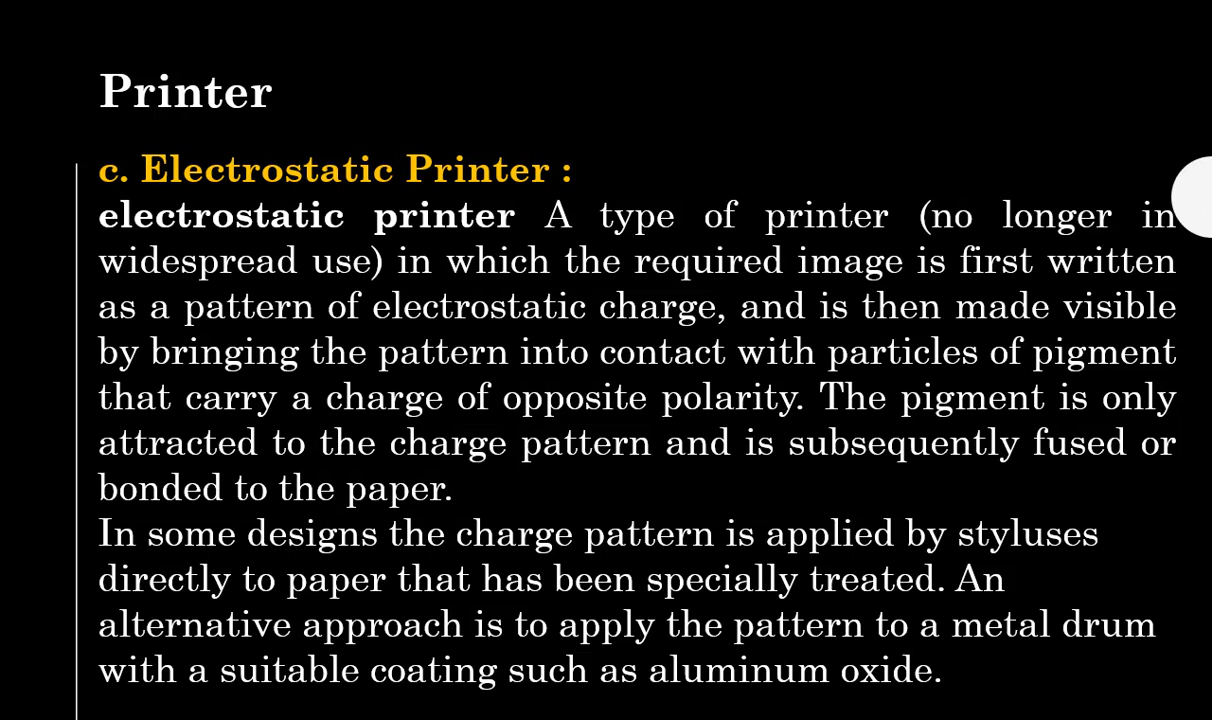 Printer
c. Electrostatic Printer :
electrostatic printer A type of printer (no longer in
widespread use) in which the required image is first written
as a pattern of electrostatic charge, and is then made visible
by bringing the pattern into contact with particles of pigment
that carry a charge of opposite polarity. The pigment is only
attracted to the charge pattern and is subsequently fused or
bonded to the paper.
In some designs the charge pattern is applied by styluses
directly to paper that has been specially treated. An
alternative approach is to apply the pattern to a metal drum
with a suitable coating such as aluminum oxide.